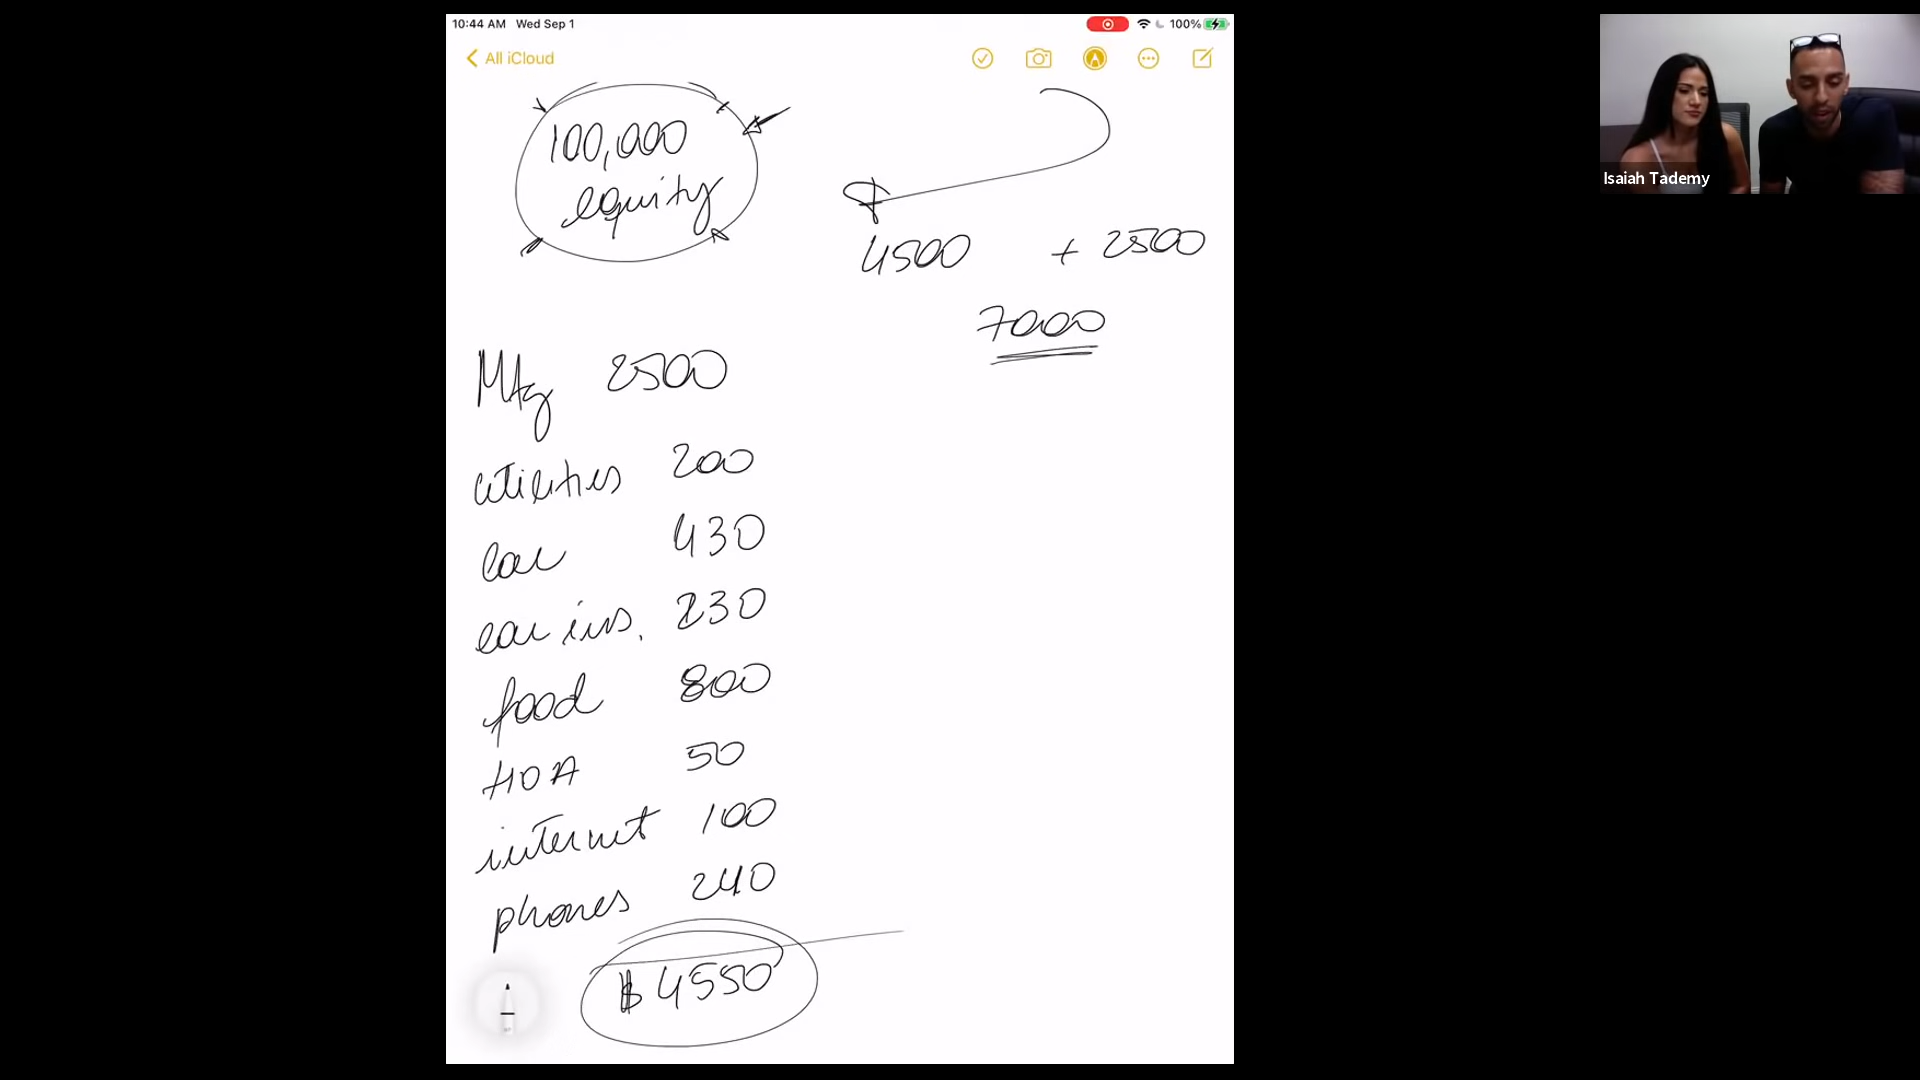 10:44 AM Wed Sep 1
100%
All iCloud
100,000
equity
4500 + 2500
7000
Mtg 2500
utilities 200
car 430
car ins. 230
food 800
HOA 50
internet 100
phones 240
$4550
Isaiah Tademy